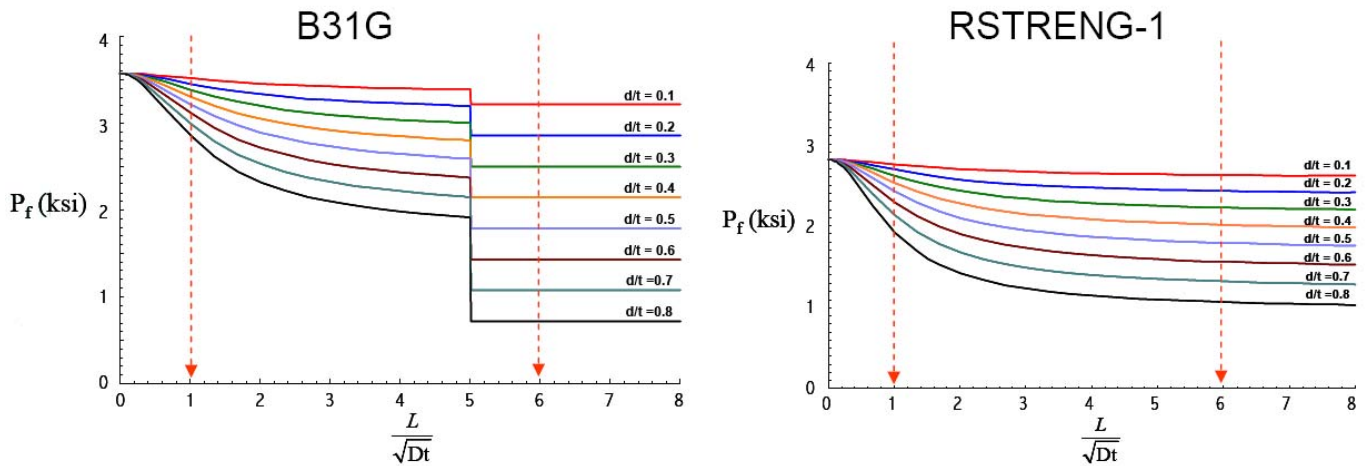 B31G
4
3
2
1
0
P_f (ksi)
d/t = 0.1
d/t = 0.2
d/t = 0.3
d/t = 0.4
d/t = 0.5
d/t = 0.6
d/t =0.7
d/t =0.8
0 1 2 3 4 5 6 7 8
L
√Dt
RSTRENG-1
4
3
2
1
0
P_f (ksi)
d/t = 0.1
d/t = 0.2
d/t = 0.3
d/t = 0.4
d/t = 0.5
d/t = 0.6
d/t =0.7
d/t =0.8
0 1 2 3 4 5 6 7 8
L
√Dt